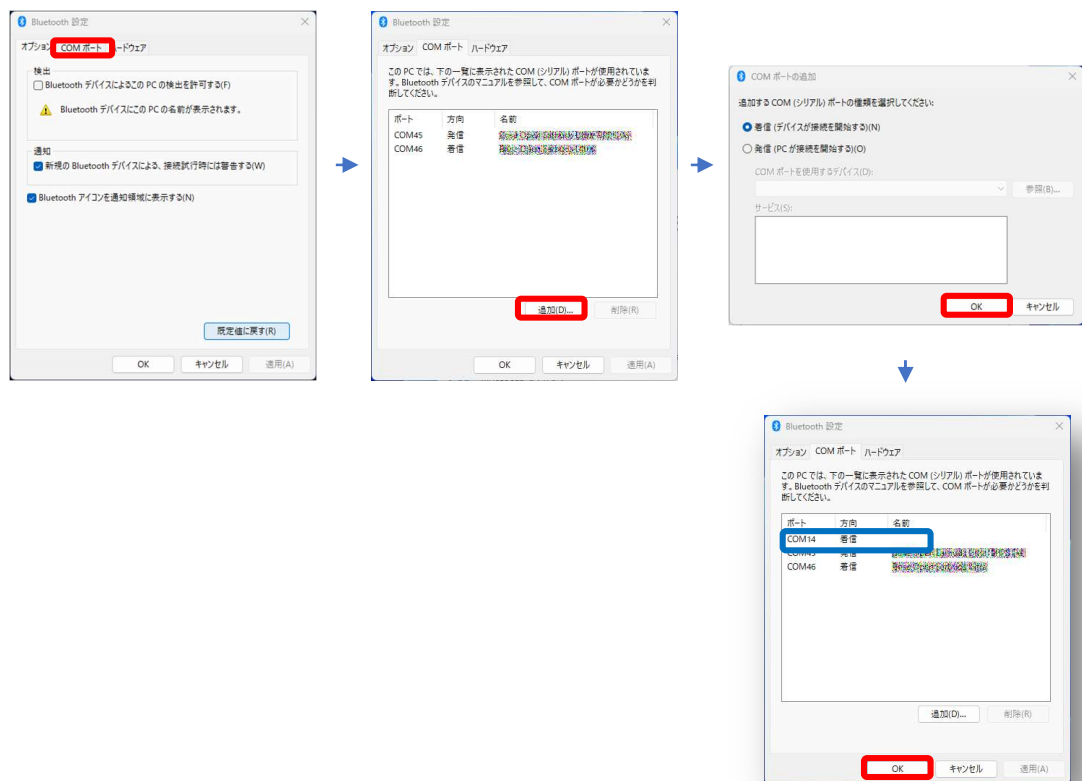 Bluetooth 設定
オプション COM ポート ハードウェア
検出
Bluetooth デバイスによるこの PC の検出を許可する(F)
Bluetooth デバイスにこの PC の名前が表示されます。
通知
新規の Bluetooth デバイスによる、接続試行時には警告する(W)
Bluetooth アイコンを通知領域に表示する(N)
既定値に戻す(R)
OK キャンセル 適用(A)
Bluetooth 設定
オプション COM ポート ハードウェア
この PC では、下の一覧に表示された COM (シリアル) ポートが使用されていま
す。Bluetooth デバイスのマニュアルを参照して、COM ポートが必要かどうかを判
断してください。
ポート 方向 名前
COM45 発信
COM46 着信
追加(D)... 削除(R)
OK キャンセル 適用(A)
COM ポートの追加
追加する COM (シリアル) ポートの種類を選択してください:
着信 (デバイスが接続を開始する)(N)
発信 (PC が接続を開始する)(O)
COM ポートを使用するデバイス(D):
参照(B)...
サービス(S):
OK キャンセル
Bluetooth 設定
オプション COM ポート ハードウェア
この PC では、下の一覧に表示された COM (シリアル) ポートが使用されていま
す。Bluetooth デバイスのマニュアルを参照して、COM ポートが必要かどうかを判
断してください。
ポート 方向 名前
COM14 着信
COM45 発信
COM46 着信
追加(D)... 削除(R)
OK キャンセル 適用(A)